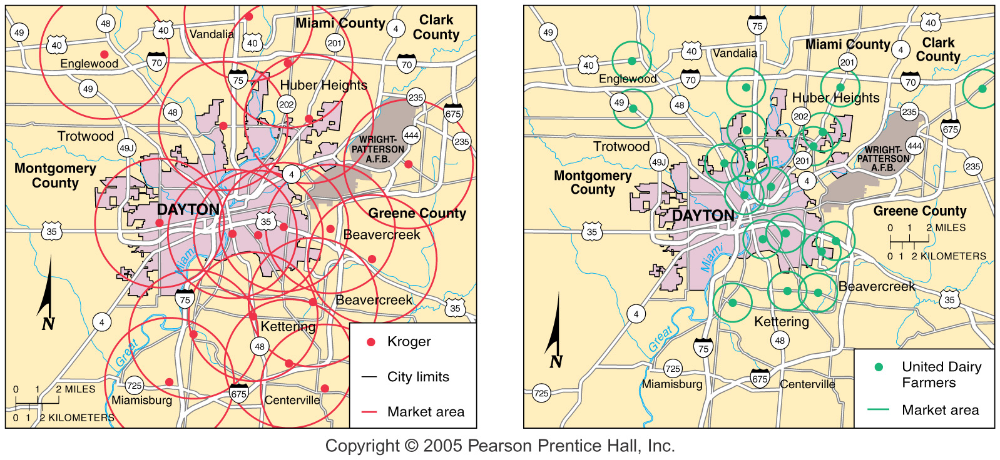 49
48
40
Vandalia
Miami County
4
Clark
County
40
40
201
Englewood
70
70
75
49
Huber Heights
202
235
48
675
Trotwood
444
235
49J
WRIGHT-
PATTERSON
A.F.B.
R.
Montgomery
County
4
DAYTON
Greene County
35
35
Beavercreek
Miami
75
Beavercreek
35
4
N
Kettering
48
Great
Kroger
City limits
Market area
725
675
Miamisburg
Centerville
0 1 2 MILES
0 1 2 KILOMETERS
75
40
49
Miami County
4
Clark
County
40
Vandalia
40
201
Englewood
70
70
49
48
Huber Heights
202
235
675
Trotwood
444
WRIGHT-
PATTERSON
A.F.B.
R.
49J
201
235
Montgomery
County
4
DAYTON
Greene County
35
0 1 2 MILES
0 1 2 KILOMETERS
Miami
Beavercreek
35
4
Kettering
N
Great
75
48
725
675
Miamisburg
Centerville
725
United Dairy
Farmers
Market area
Copyright © 2005 Pearson Prentice Hall, Inc.